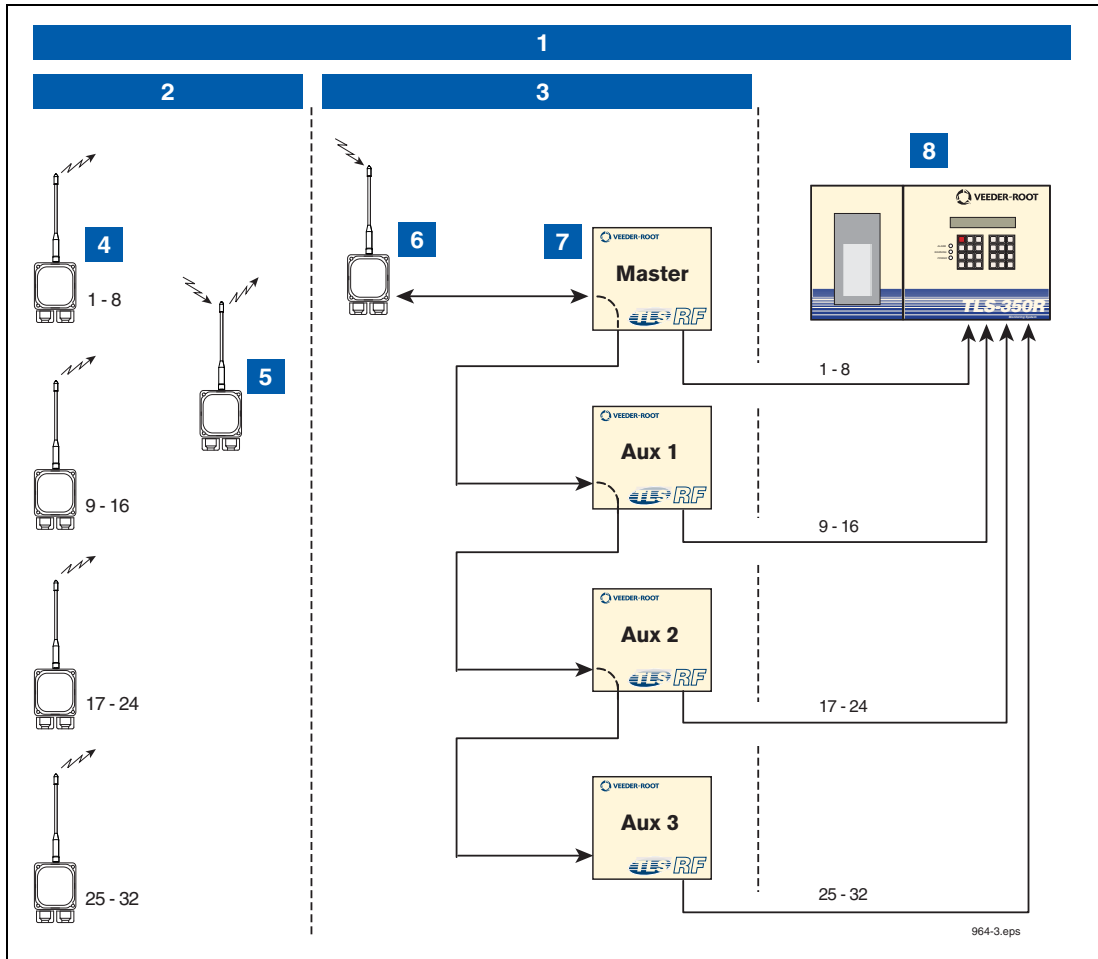 1
2
3
8
VEEDER-ROOT
TLS-350R
4
1 - 8
5
6
7
VEEDER-ROOT
Master
TLS RF
1 - 8
9 - 16
VEEDER-ROOT
Aux 1
TLS RF
9 - 16
17 - 24
VEEDER-ROOT
Aux 2
TLS RF
17 - 24
25 - 32
VEEDER-ROOT
Aux 3
TLS RF
25 - 32
964-3.eps